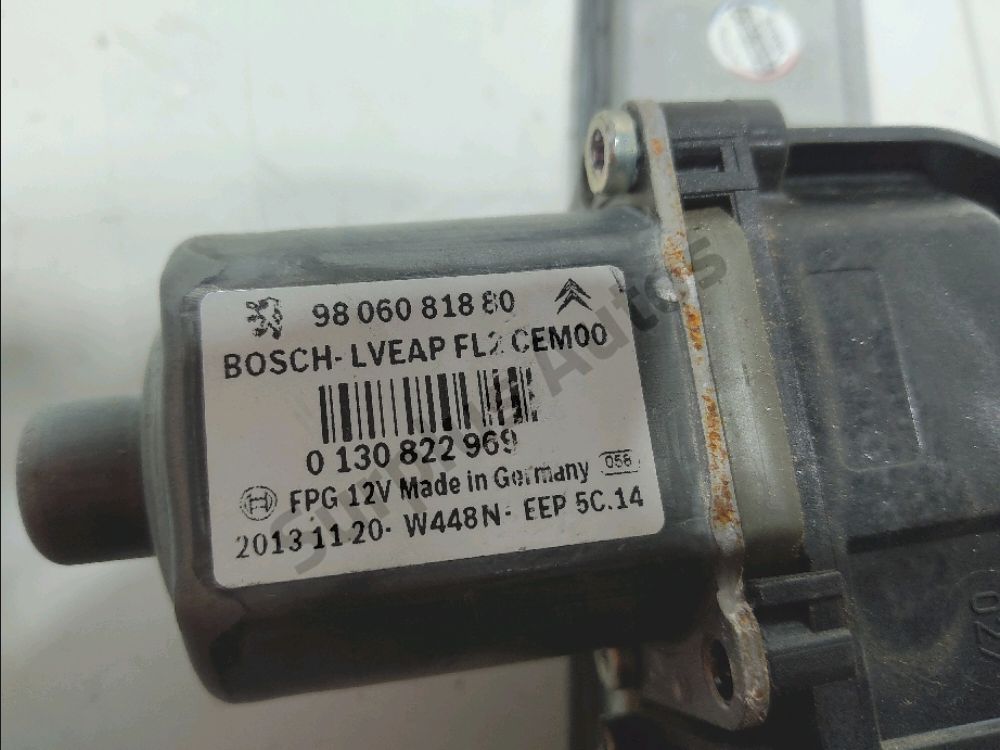 98 060 818 80
BOSCH- LVEAP FL2 CEM00
0 130 822 969
058
FPG 12V Made in Germany
2013 11 20- W448N- EEP 5C.14